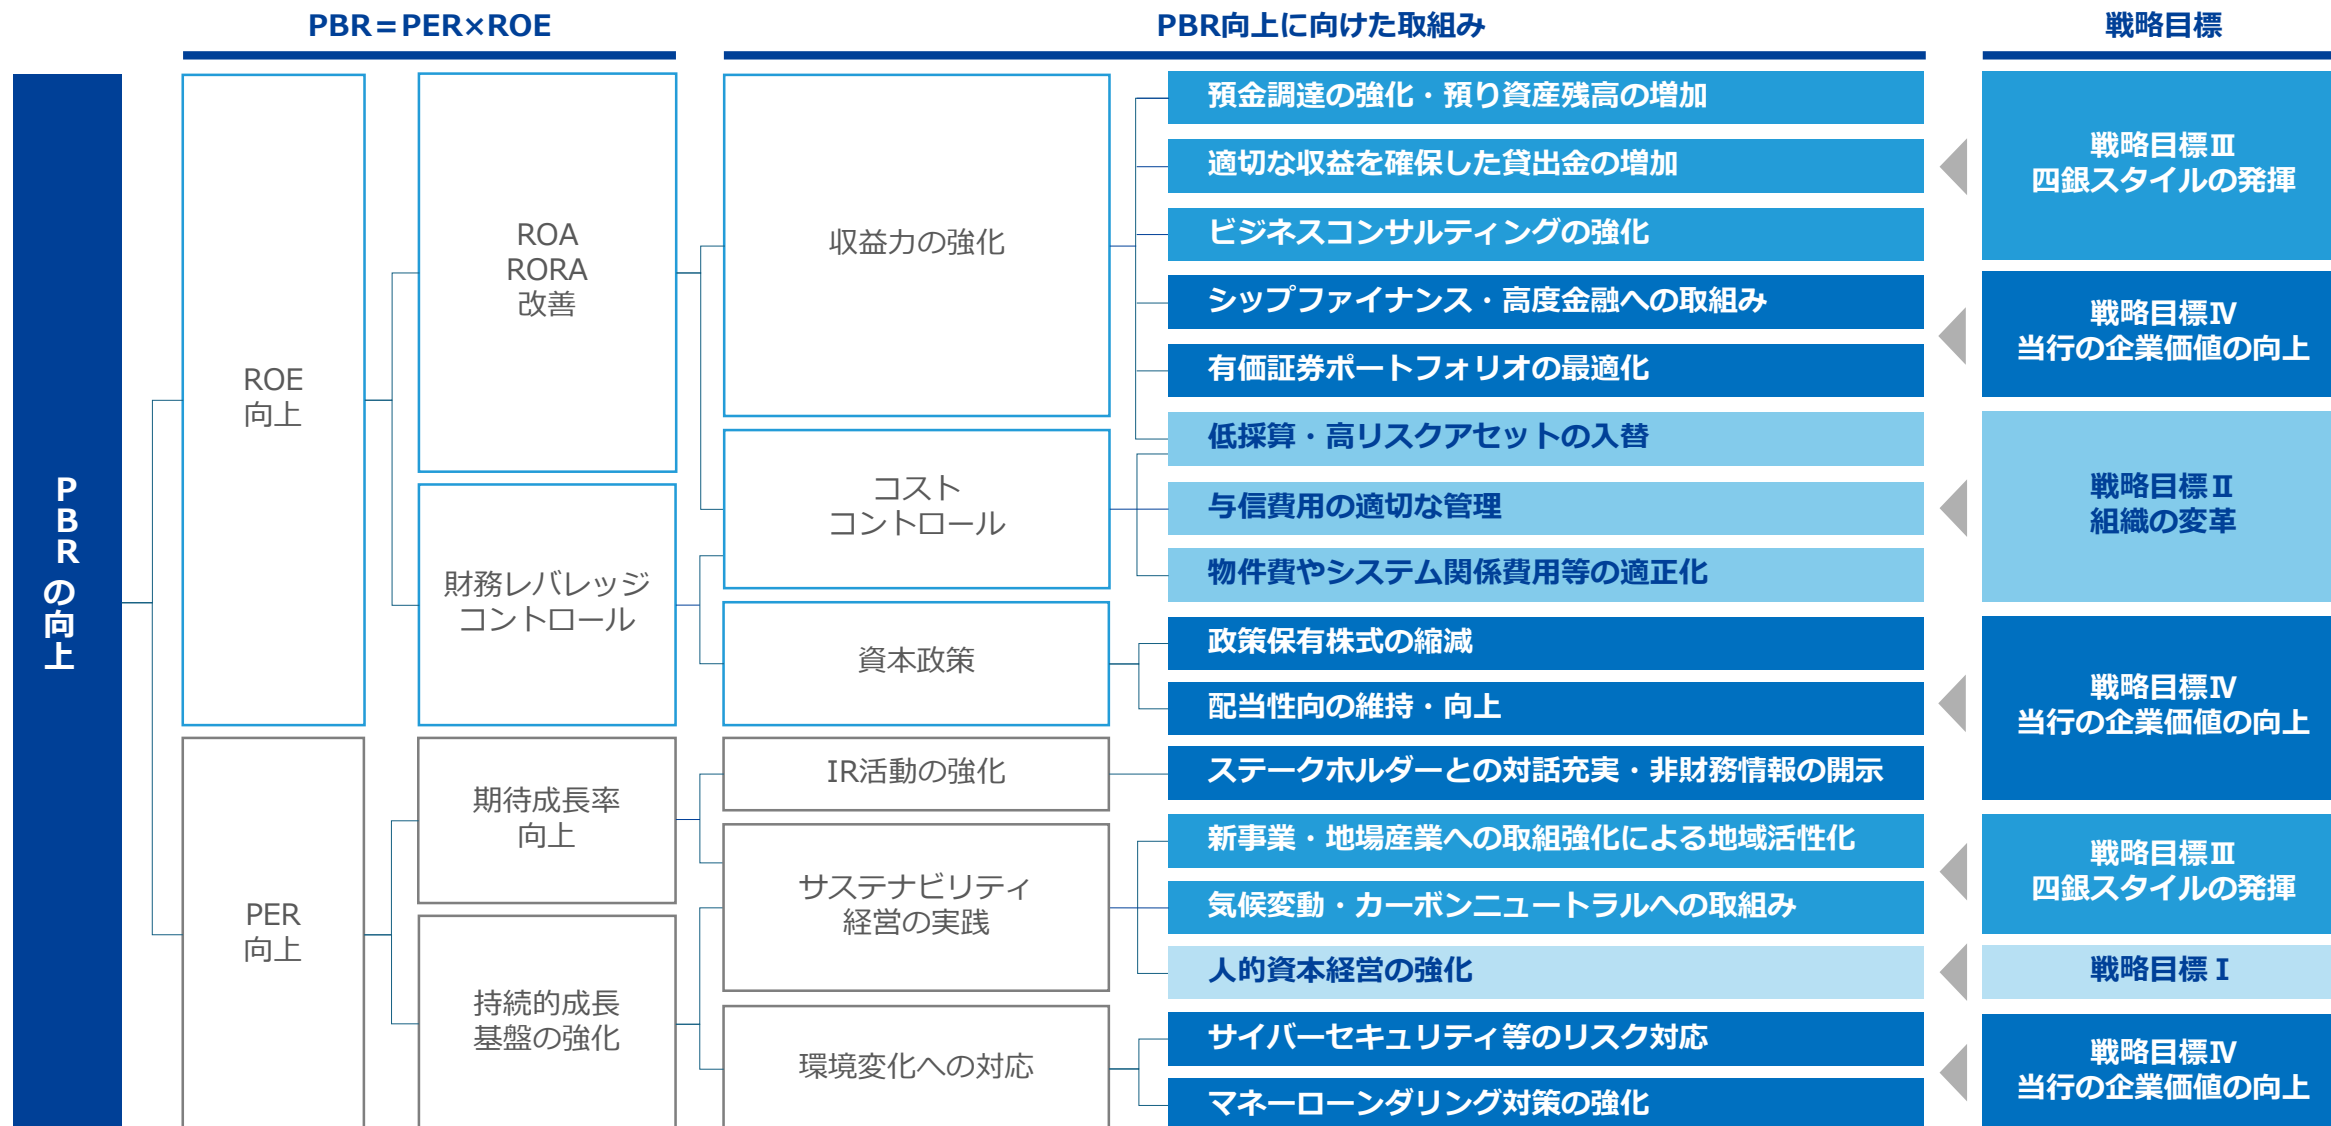 PBR＝PER×ROE
PBR向上に向けた取組み
戦略目標
PBRの向上
ROE
向上
ROA
RORA
改善
財務レバレッジ
コントロール
収益力の強化
コスト
コントロール
資本政策
預金調達の強化・預り資産残高の増加
適切な収益を確保した貸出金の増加
ビジネスコンサルティングの強化
シップファイナンス・高度金融への取組み
有価証券ポートフォリオの最適化
低採算・高リスクアセットの入替
与信費用の適切な管理
物件費やシステム関係費用等の適正化
政策保有株式の縮減
配当性向の維持・向上
戦略目標Ⅲ
四銀スタイルの発揮
戦略目標Ⅳ
当行の企業価値の向上
戦略目標Ⅱ
組織の変革
戦略目標Ⅳ
当行の企業価値の向上
PER
向上
期待成長率
向上
持続的成長
基盤の強化
IR活動の強化
サステナビリティ
経営の実践
環境変化への対応
ステークホルダーとの対話充実・非財務情報の開示
新事業・地場産業への取組強化による地域活性化
気候変動・カーボンニュートラルへの取組み
人的資本経営の強化
サイバーセキュリティ等のリスク対応
マネーローンダリング対策の強化
戦略目標Ⅲ
四銀スタイルの発揮
戦略目標Ⅰ
戦略目標Ⅳ
当行の企業価値の向上